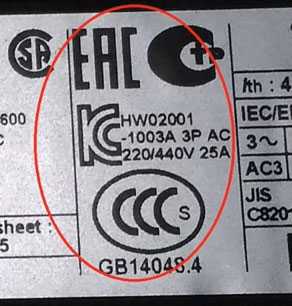 EAC
600
HW02001
-1003A 3P AC
220/440V 25A
CCC S
GB14048.4
sheet :
5
Ith : 4
IEC/E
3~
AC3
JIS
C820